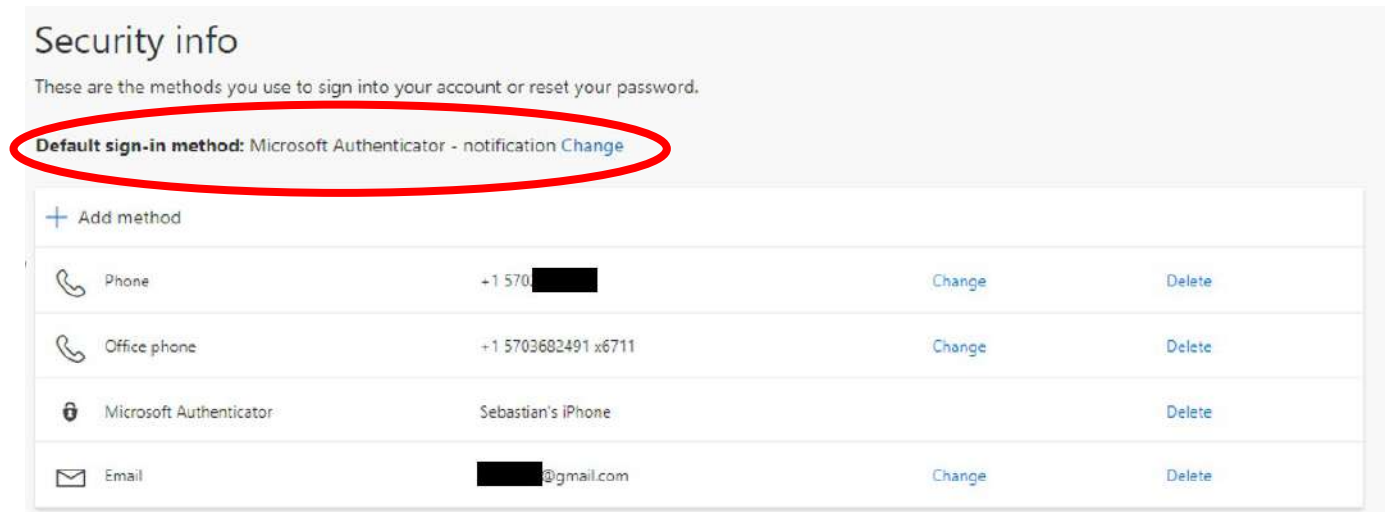 Security info
These are the methods you use to sign into your account or reset your password.
Default sign-in method: Microsoft Authenticator - notification Change
+ Add method
Phone +1 570 Change Delete
Office phone +1 5703682491 x6711 Change Delete
Microsoft Authenticator Sebastian's iPhone Delete
Email @gmail.com Change Delete